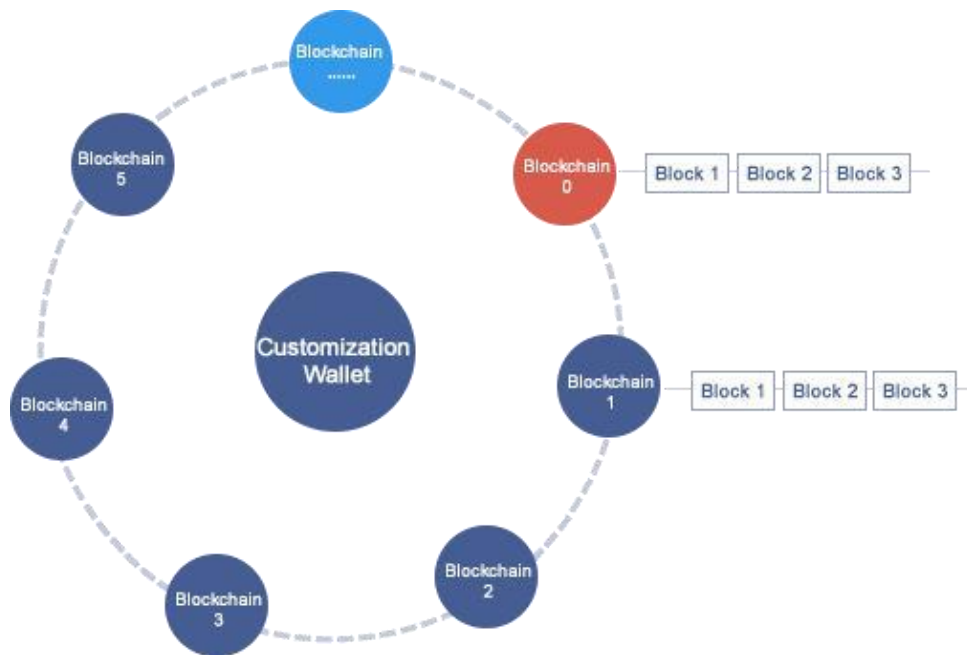 Blockchain
......
Blockchain
0
Block 1
Block 2
Block 3
Blockchain
5
Customization
Wallet
Blockchain
1
Block 1
Block 2
Block 3
Blockchain
4
Blockchain
2
Blockchain
3